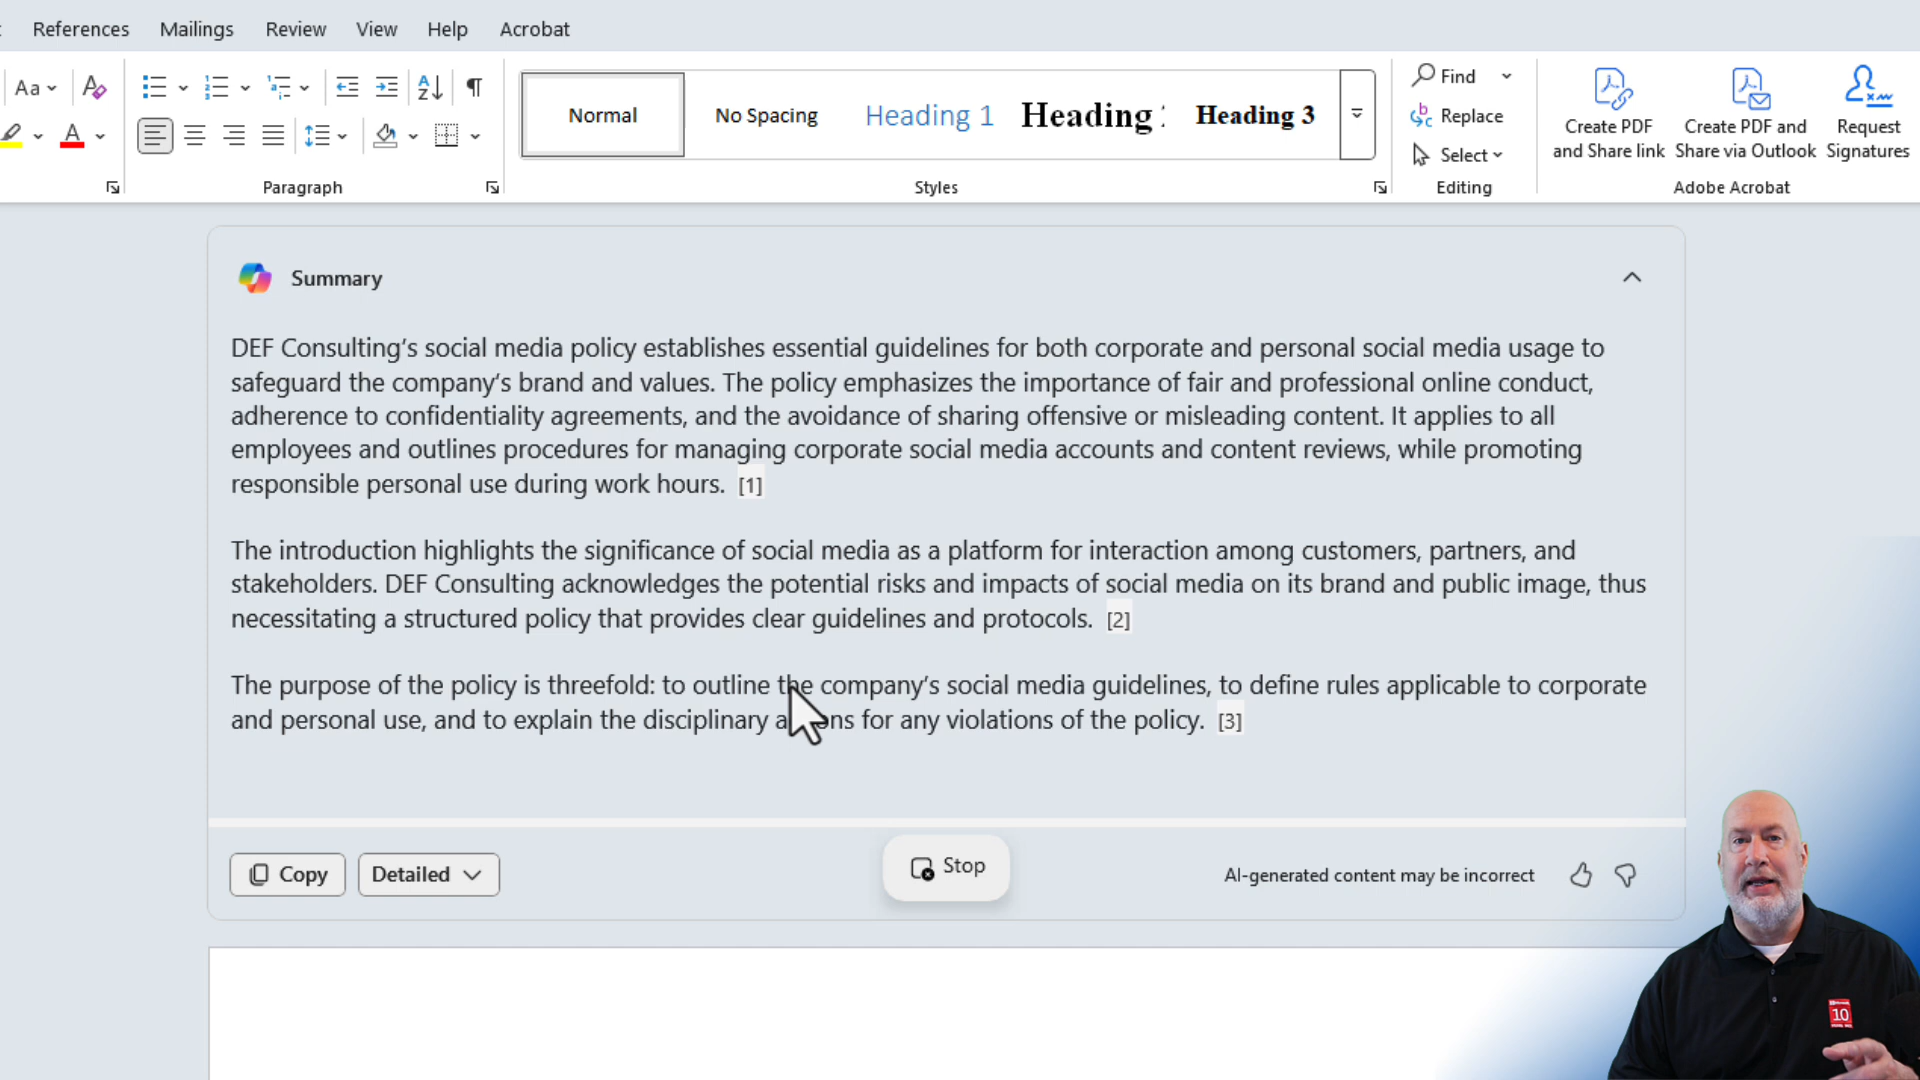 References Mailings Review View Help Acrobat
Aa
Normal
No Spacing
Heading 1
Heading
Heading 3
Find
Replace
Select
Create PDF
and Share link
Create PDF and
Share via Outlook
Request
Signatures
Paragraph
Styles
Editing
Adobe Acrobat
Summary
DEF Consulting's social media policy establishes essential guidelines for both corporate and personal social media usage to
safeguard the company's brand and values. The policy emphasizes the importance of fair and professional online conduct,
adherence to confidentiality agreements, and the avoidance of sharing offensive or misleading content. It applies to all
employees and outlines procedures for managing corporate social media accounts and content reviews, while promoting
responsible personal use during work hours. [1]
The introduction highlights the significance of social media as a platform for interaction among customers, partners, and
stakeholders. DEF Consulting acknowledges the potential risks and impacts of social media on its brand and public image, thus
necessitating a structured policy that provides clear guidelines and protocols. [2]
The purpose of the policy is threefold: to outline the company's social media guidelines, to define rules applicable to corporate
and personal use, and to explain the disciplinary actions for any violations of the policy. [3]
Copy
Detailed
Stop
AI-generated content may be incorrect
10